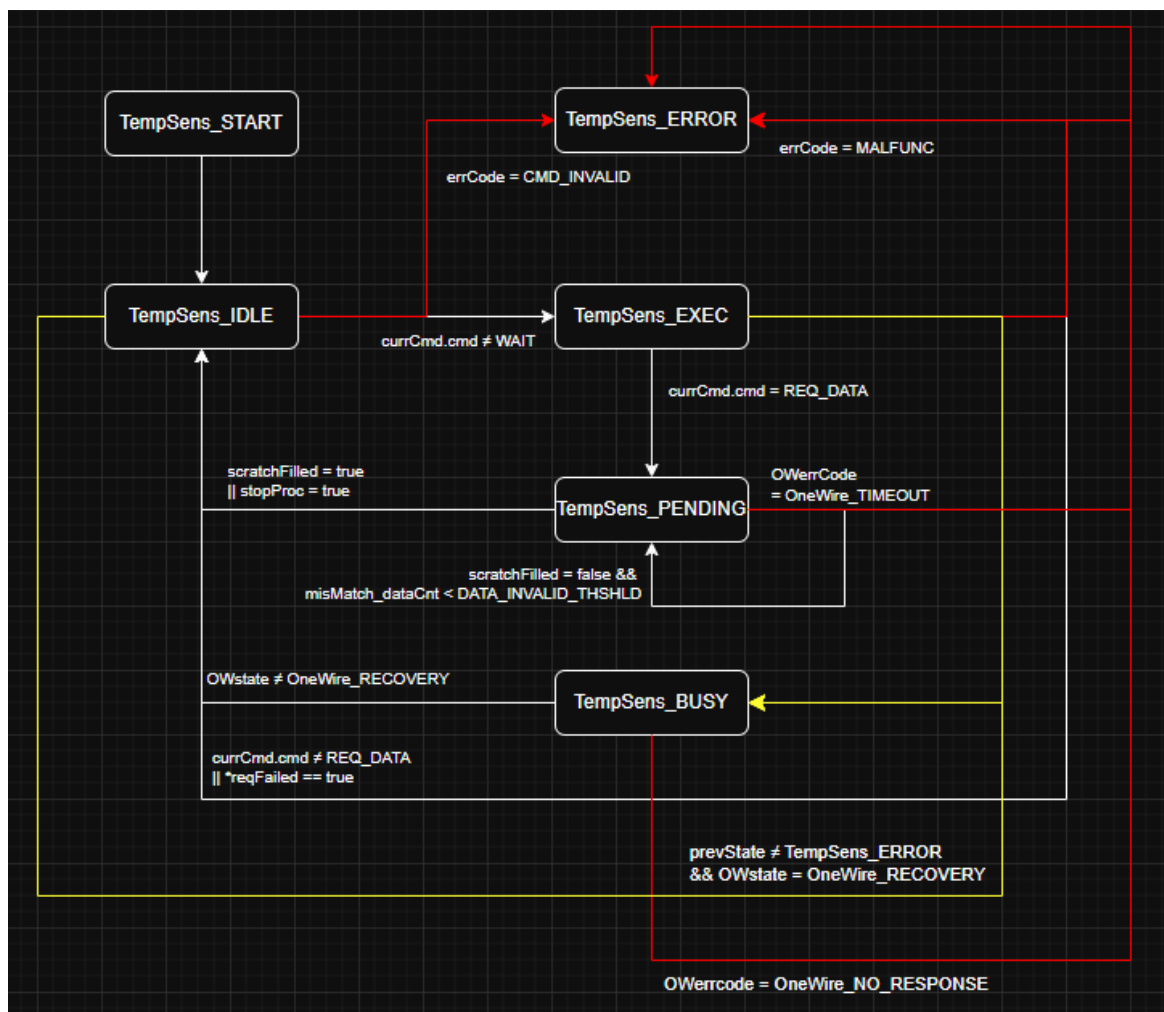 TempSens_START
TempSens_ERROR
errCode = MALFUNC
errCode = CMD_INVALID
TempSens_IDLE
TempSens_EXEC
currCmd.cmd ≠ WAIT
currCmd.cmd = REQ_DATA
scratchFilled = true
|| stopProc = true
OWerrCode
= OneWire_TIMEOUT
TempSens_PENDING
scratchFilled = false &&
misMatch_dataCnt < DATA_INVALID_THSHLD
OWstate ≠ OneWire_RECOVERY
TempSens_BUSY
currCmd.cmd ≠ REQ_DATA
|| *reqFailed == true
prevState ≠ TempSens_ERROR
&& OWstate = OneWire_RECOVERY
OWerrcode = OneWire_NO_RESPONSE